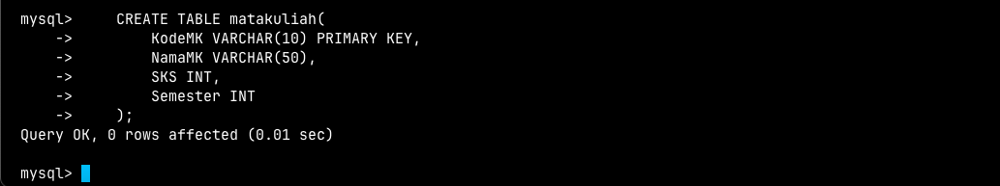 mysql>     CREATE TABLE matakuliah(
    ->         KodeMK VARCHAR(10) PRIMARY KEY,
    ->         NamaMK VARCHAR(50),
    ->         SKS INT,
    ->         Semester INT
    ->     );
Query OK, 0 rows affected (0.01 sec)
mysql>